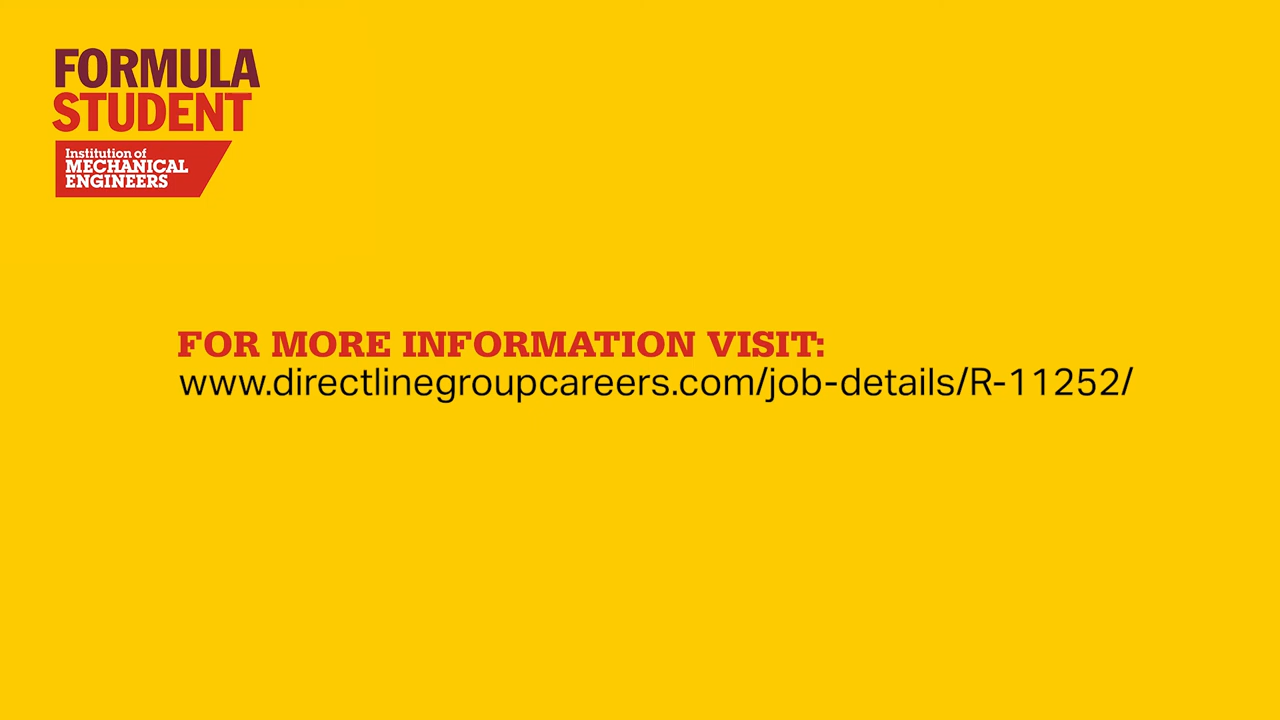 FORMULA
STUDENT
Institution of
MECHANICAL
ENGINEERS
FOR MORE INFORMATION VISIT:
www.directlinegroupcareers.com/job-details/R-11252/